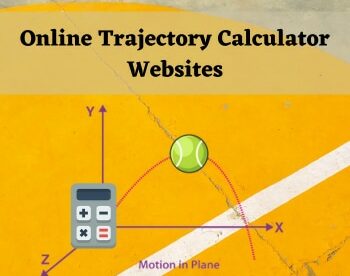 Online Trajectory Calculator
Websites
Y
X
Z
Motion in Plane